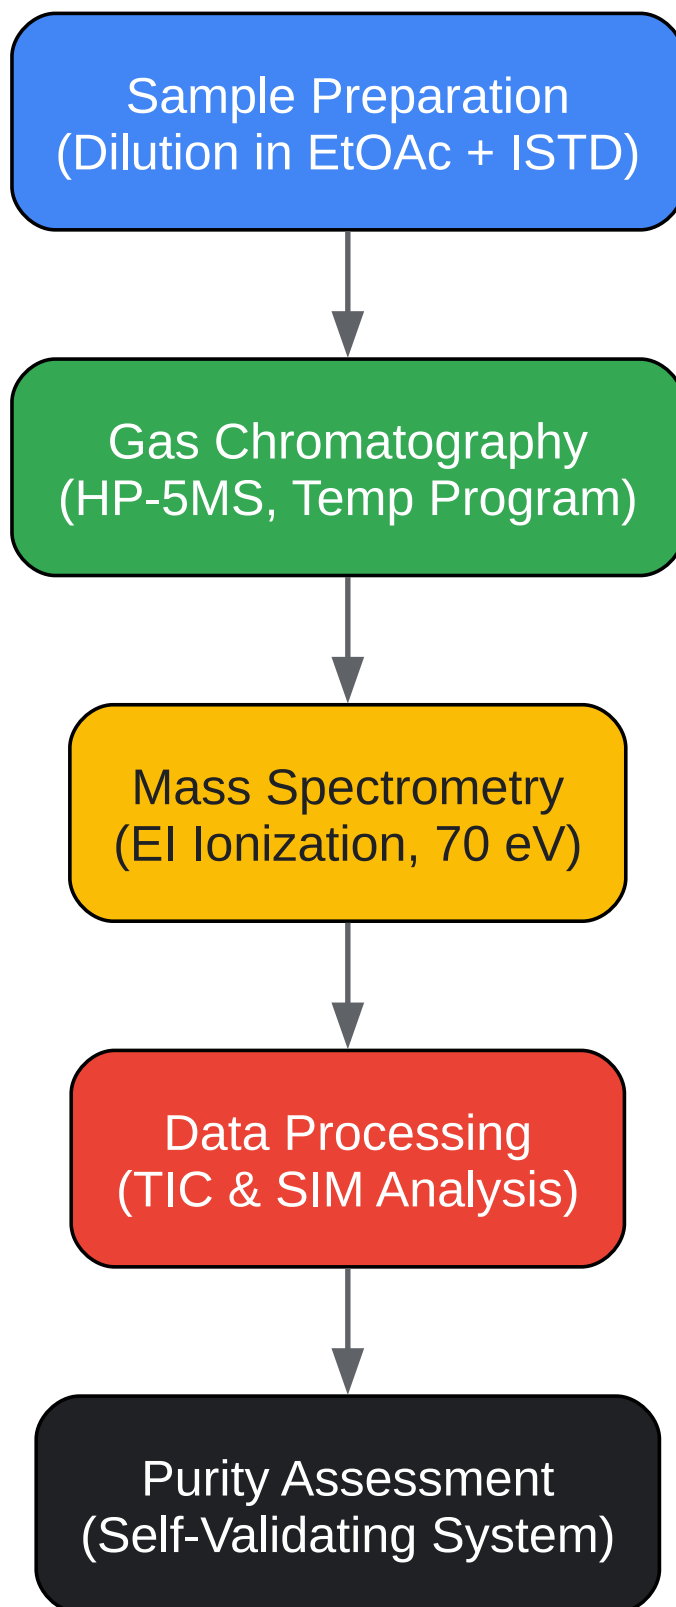 Sample Preparation
(Dilution in EtOAc + ISTD)
Gas Chromatography
(HP-5MS, Temp Program)
Mass Spectrometry
(EI Ionization, 70 eV)
Data Processing
(TIC & SIM Analysis)
Purity Assessment
(Self-Validating System)